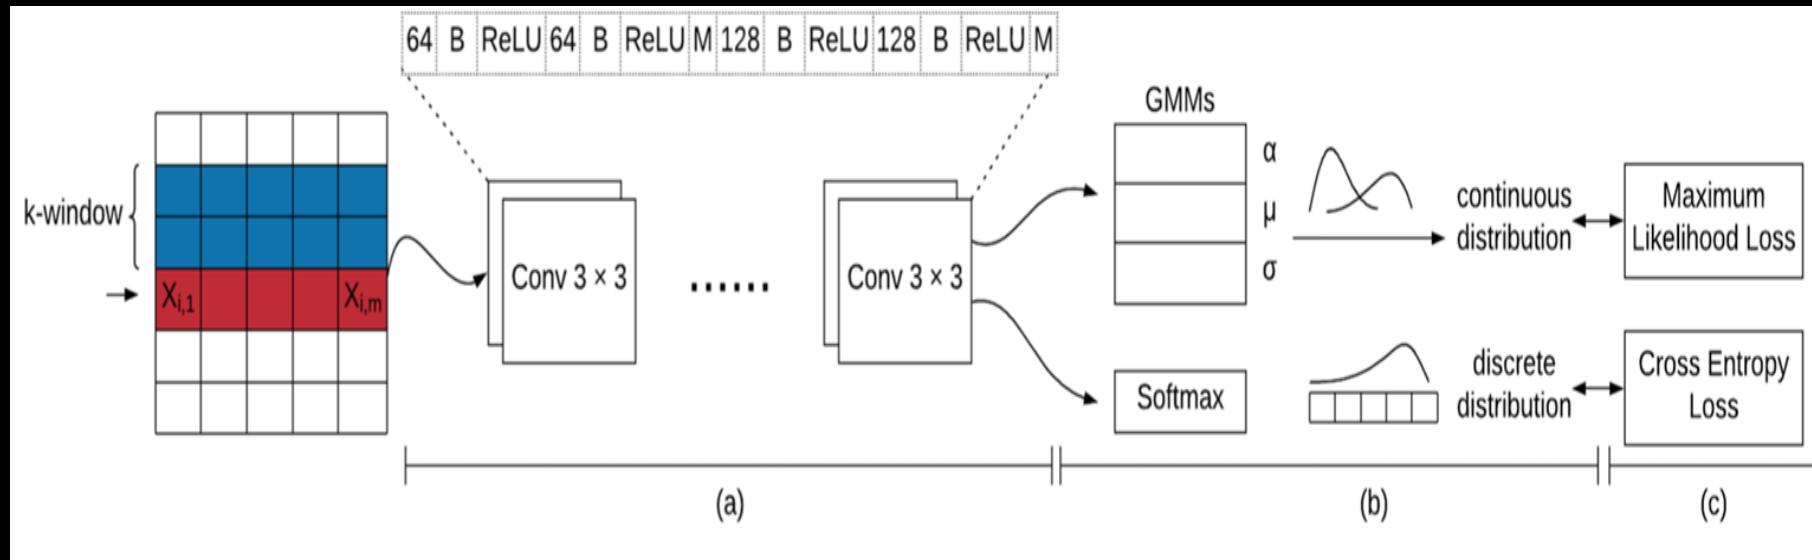 64 B ReLU 64 B ReLU M 128 B ReLU 128 B ReLU M
k-window
Xi,1
Xi,m
Conv 3 × 3
......
Conv 3 × 3
GMMs
α
μ
σ
continuous
distribution
Maximum
Likelihood Loss
Softmax
discrete
distribution
Cross Entropy
Loss
(a)
(b)
(c)